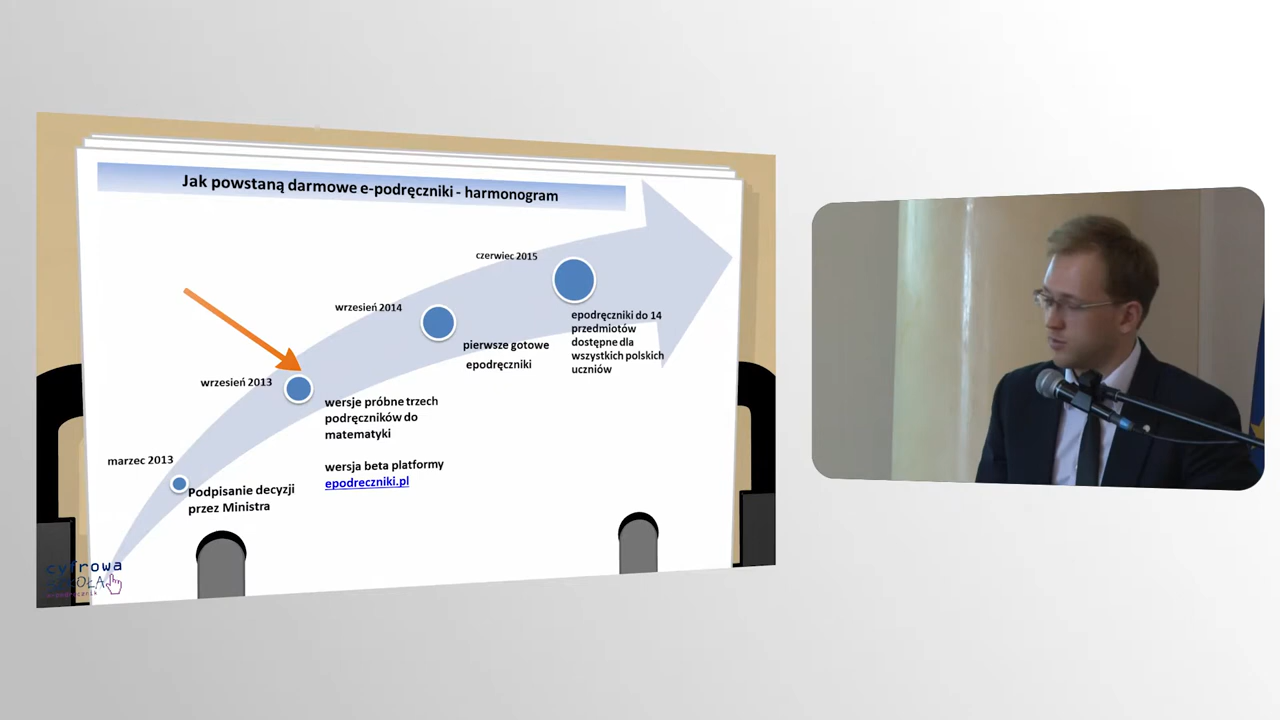 Jak powstaną darmowe e-podręczniki - harmonogram
czerwiec 2015
epodręczniki do 14
przedmiotów
dostępne dla
wszystkich polskich
uczniów
wrzesień 2014
pierwsze gotowe
epodręczniki
wrzesień 2013
wersje próbne trzech
podręczników do
matematyki
wersja beta platformy
epodreczniki.pl
marzec 2013
Podpisanie decyzji
przez Ministra
cyfrowa
SZKOŁA